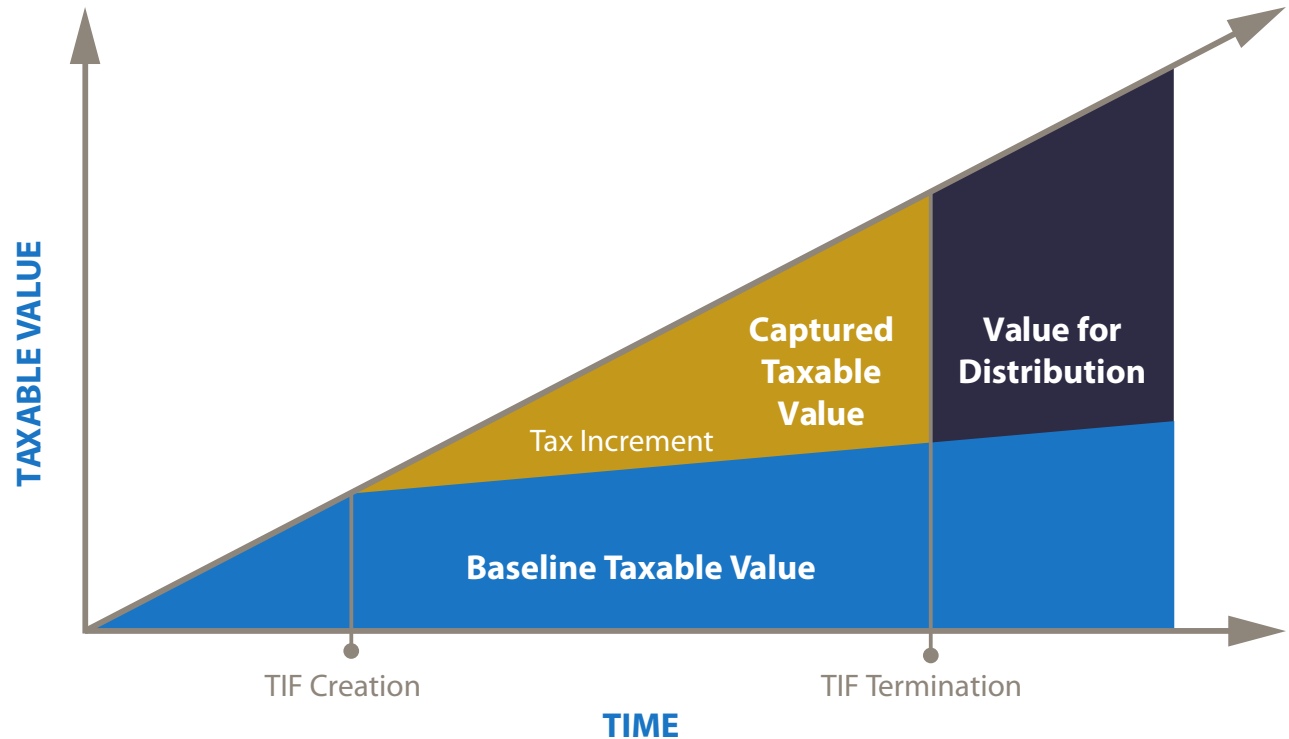 TAXABLE VALUE
Captured
Taxable
Value
Value for
Distribution
Tax Increment
Baseline Taxable Value
TIF Creation
TIF Termination
TIME